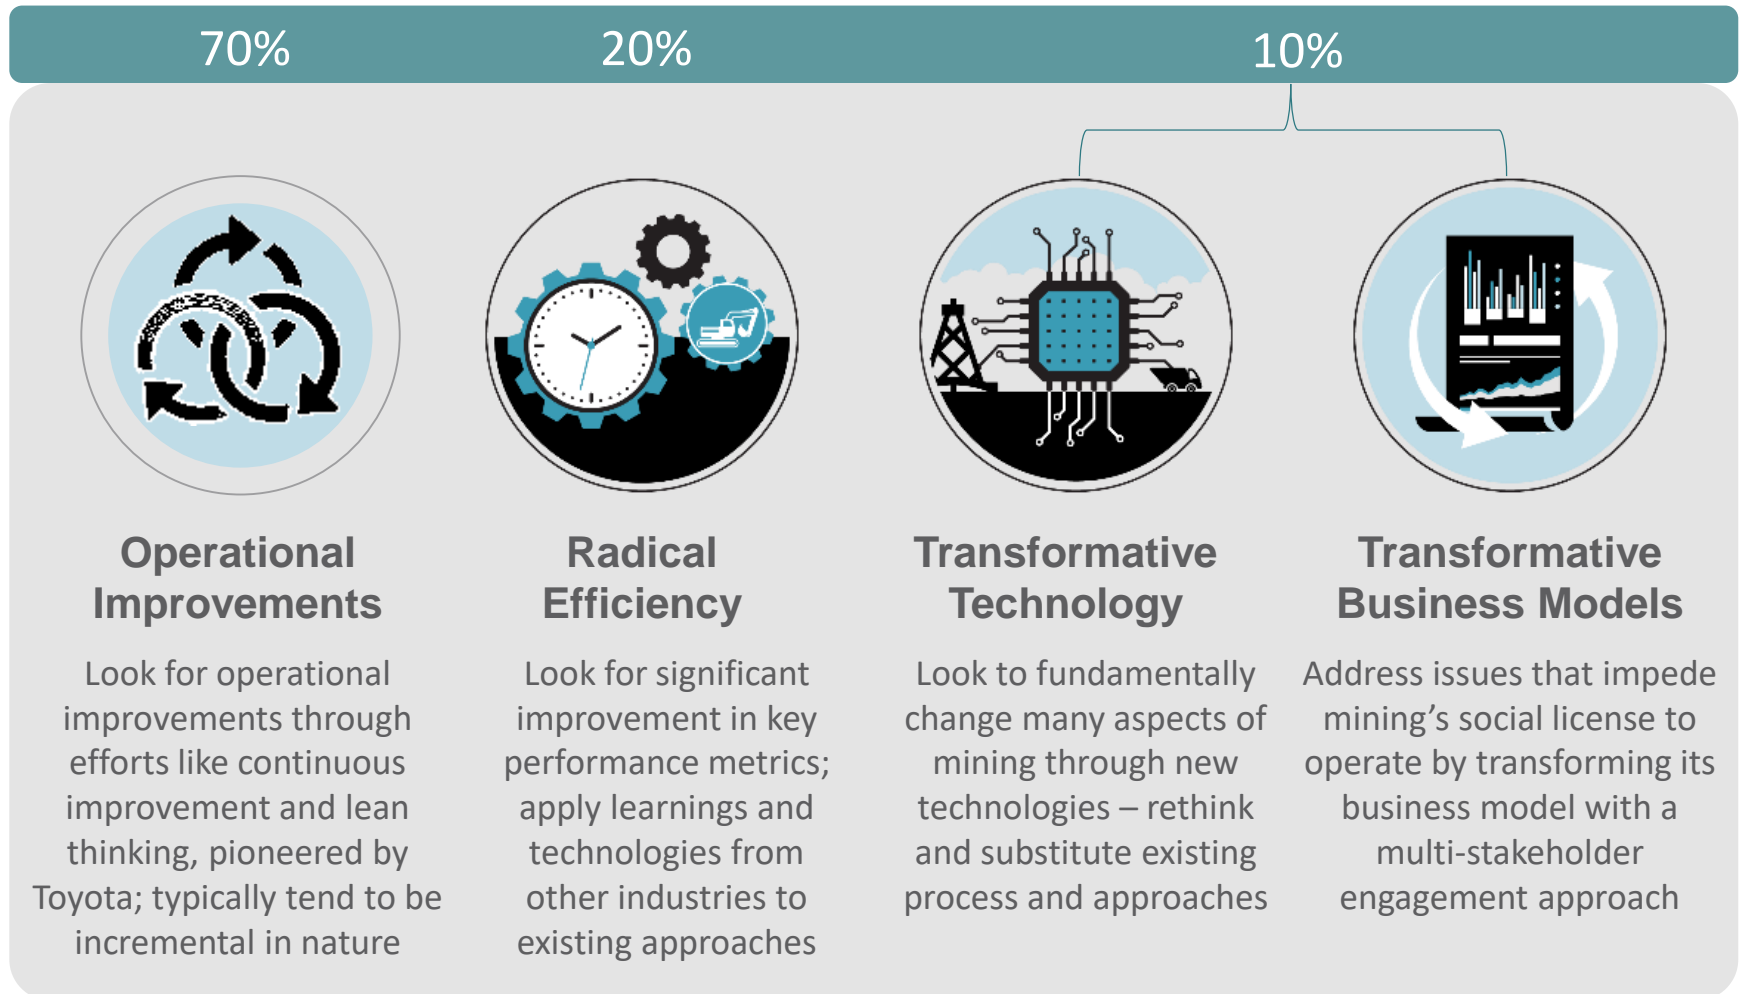 70%
20%
10%
Operational
Improvements
Look for operational
improvements through
efforts like continuous
improvement and lean
thinking, pioneered by
Toyota; typically tend to be
incremental in nature
Radical
Efficiency
Look for significant
improvement in key
performance metrics;
apply learnings and
technologies from
other industries to
existing approaches
Transformative
Technology
Look to fundamentally
change many aspects of
mining through new
technologies – rethink
and substitute existing
process and approaches
Transformative
Business Models
Address issues that impede
mining’s social license to
operate by transforming its
business model with a
multi-stakeholder
engagement approach